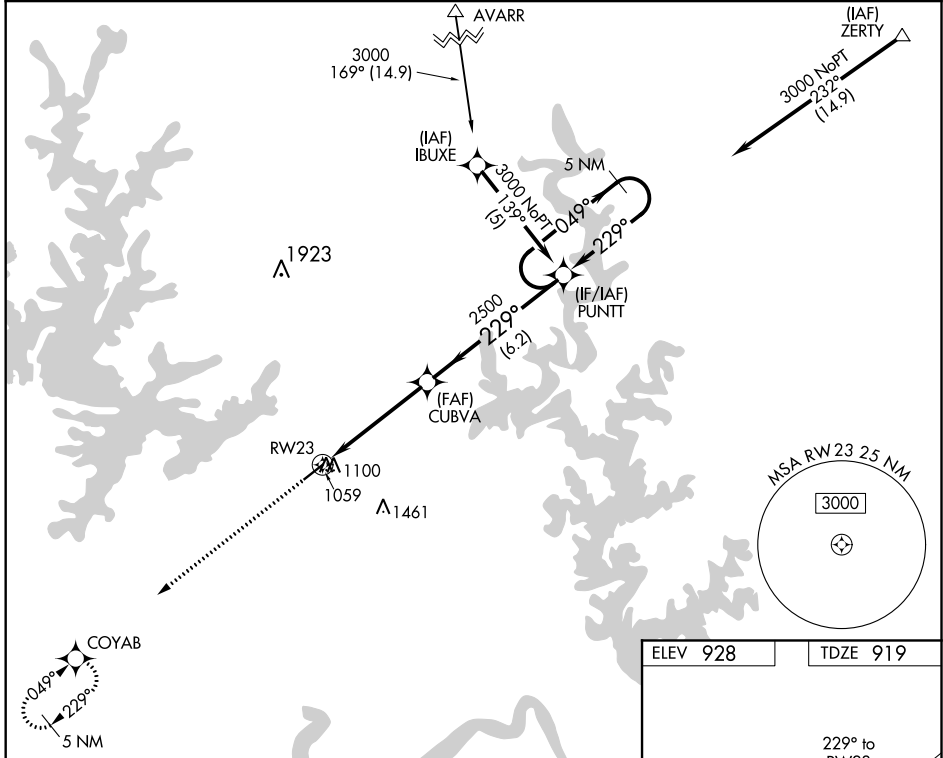 AVARR
3000
169° (14.9)
(IAF)
ZERTY
3000 NoPT
232°
(14.9)
(IAF)
IBUXE
3000 NoPT
139°
(5)
5 NM
049°
229°
(IF/IAF)
PUNTT
1923
2500
229°
(6.2)
(FAF)
CUBVA
RW23
1100
1059
1461
MSA RW 23 25 NM
3000
COYAB
049°
229°
5 NM
ELEV 928
TDZE 919
229° to